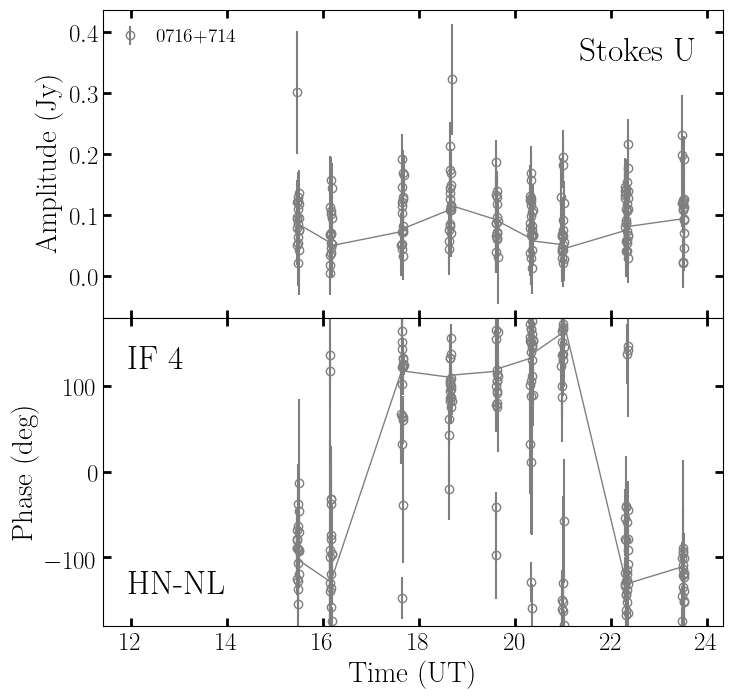 0716+714
Stokes U
0.4
0.3
0.2
0.1
0.0
Amplitude (Jy)
IF 4
100
0
−100
Phase (deg)
HN-NL
12 14 16 18 20 22 24
Time (UT)